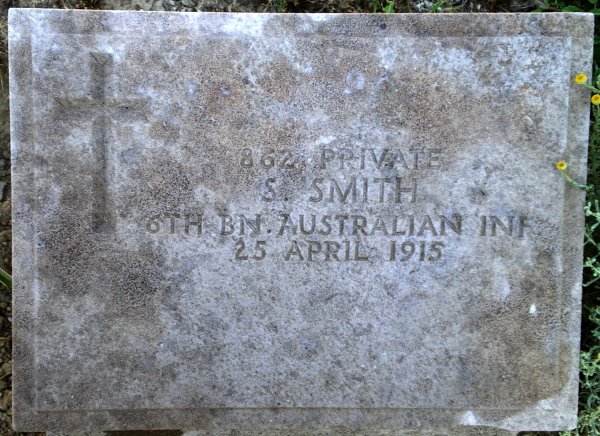 862 PRIVATE
S. SMITH
6TH BN. AUSTRALIAN INF.
25 APRIL 1915